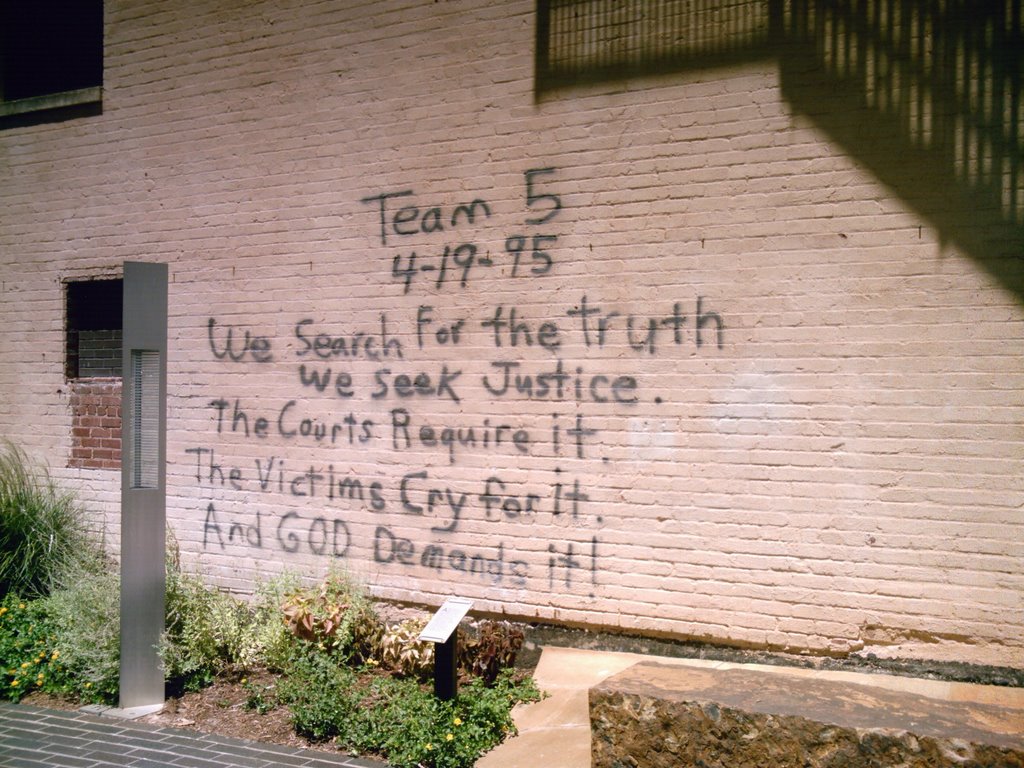 Team 5
4-19-95
We Search For the truth
We Seek Justice.
The Courts Require it.
The Victims Cry for it.
And GOD Demands it!